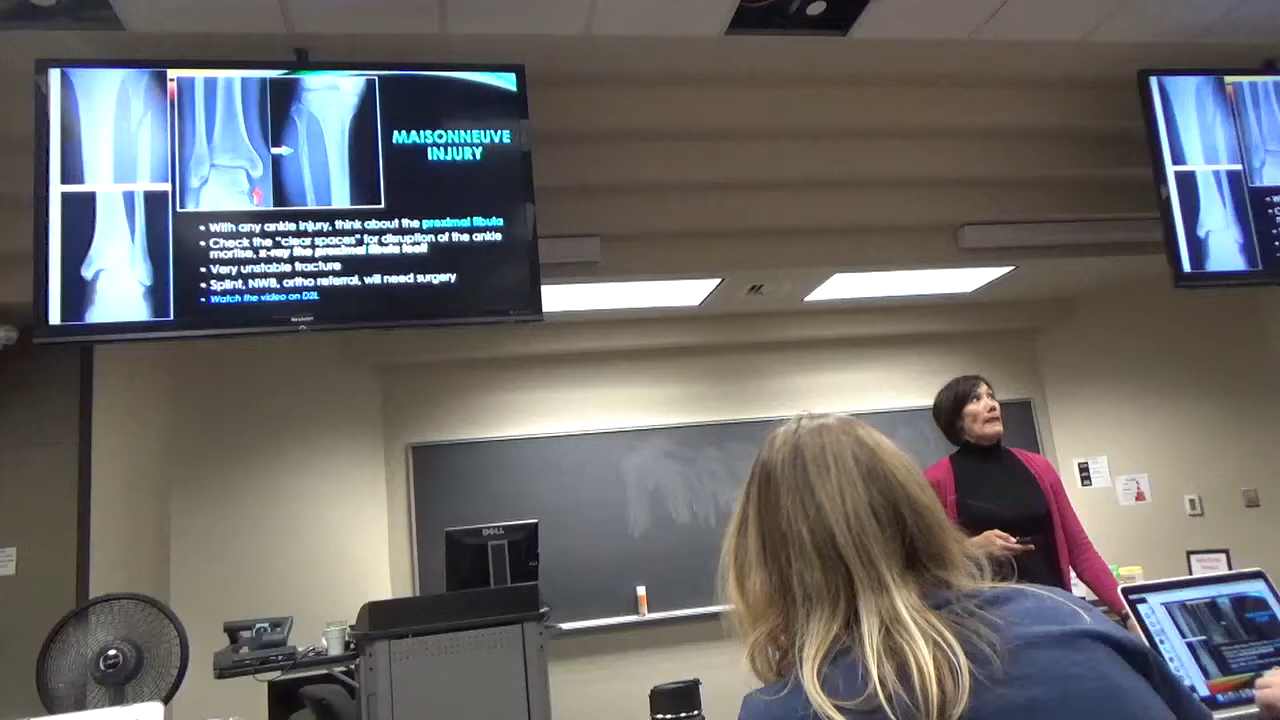 MAISONNEUVE
INJURY
• With any ankle injury, think about the proximal fibula
• Check the "clear spaces" for disruption of the ankle
mortise, x-ray the proximal fibula too!!
• Very unstable fracture
• Splint, NWB, ortho referral, will need surgery
• Watch the video on D2L
DELL